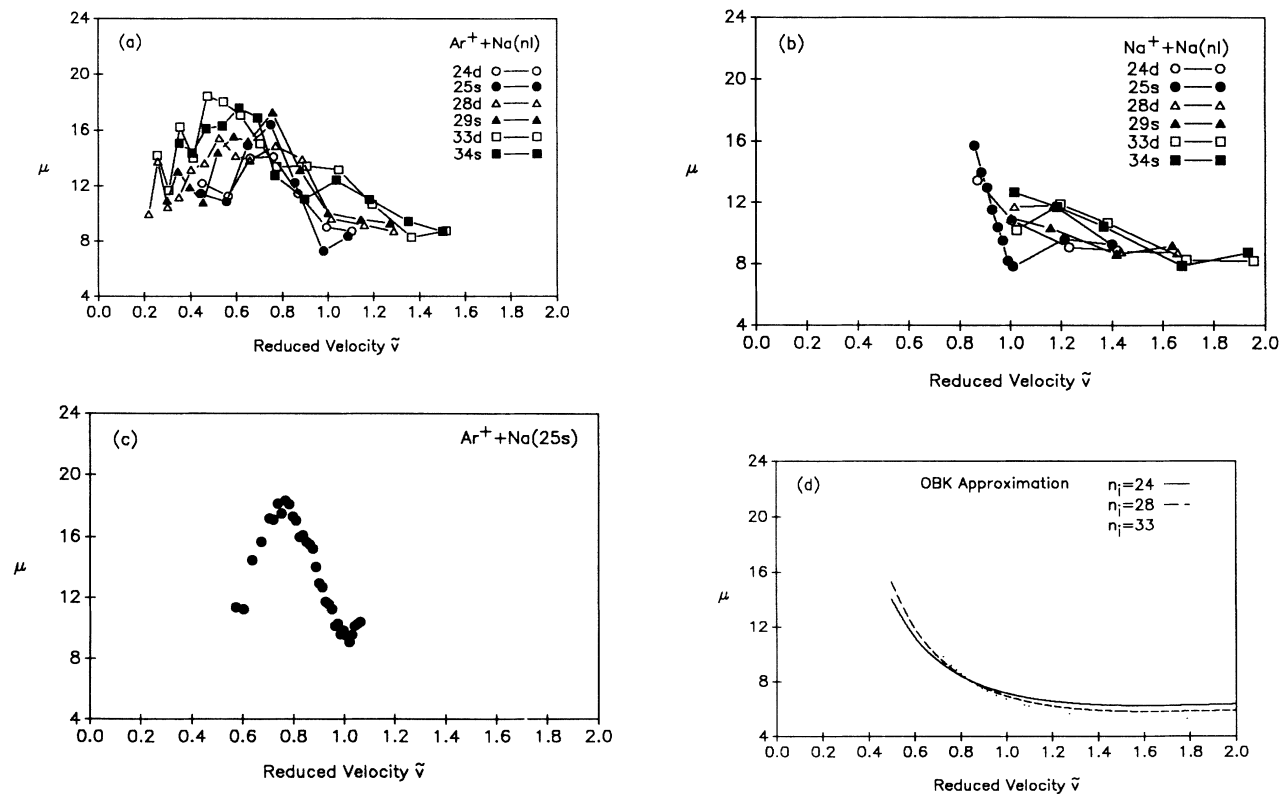 (a)
Ar⁺+Na(nl)
24d
25s
28d
29s
33d
34s
24
20
16
12
8
4
μ
0.0 0.2 0.4 0.6 0.8 1.0 1.2 1.4 1.6 1.8 2.0
Reduced Velocity ṽ
(b)
Na⁺+Na(nl)
24d
25s
28d
29s
33d
34s
24
20
16
12
8
4
μ
0.0 0.2 0.4 0.6 0.8 1.0 1.2 1.4 1.6 1.8 2.0
Reduced Velocity ṽ
(c)
Ar⁺+Na(25s)
24
20
16
12
8
4
μ
0.0 0.2 0.4 0.6 0.8 1.0 1.2 1.4 1.6 1.8 2.0
Reduced Velocity ṽ
(d)
OBK Approximation
nᵢ=24
nᵢ=28
nᵢ=33
24
20
16
12
8
4
μ
0.0 0.2 0.4 0.6 0.8 1.0 1.2 1.4 1.6 1.8 2.0
Reduced Velocity ṽ